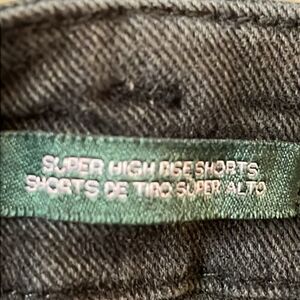 SUPER HIGH RISE SHORTS
SHORTS DE TIRO SUPER ALTO